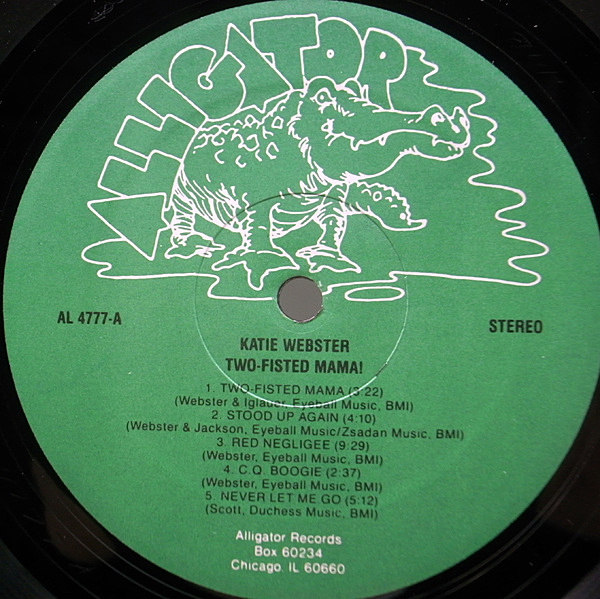 ALLIGATOR
AL 4777-A
STEREO
KATIE WEBSTER
TWO-FISTED MAMA!
1. TWO-FISTED MAMA (3:22)
(Webster & Iglauer, Eyeball Music, BMI)
2. STOOD UP AGAIN (4:10)
(Webster & Jackson, Eyeball Music/Zsadan Music, BMI)
3. RED NEGLIGEE (9:29)
(Webster, Eyeball Music, BMI)
4. C.Q. BOOGIE (2:37)
(Webster, Eyeball Music, BMI)
5. NEVER LET ME GO (5:12)
(Scott, Duchess Music, BMI)
Alligator Records
Box 60234
Chicago, IL 60660